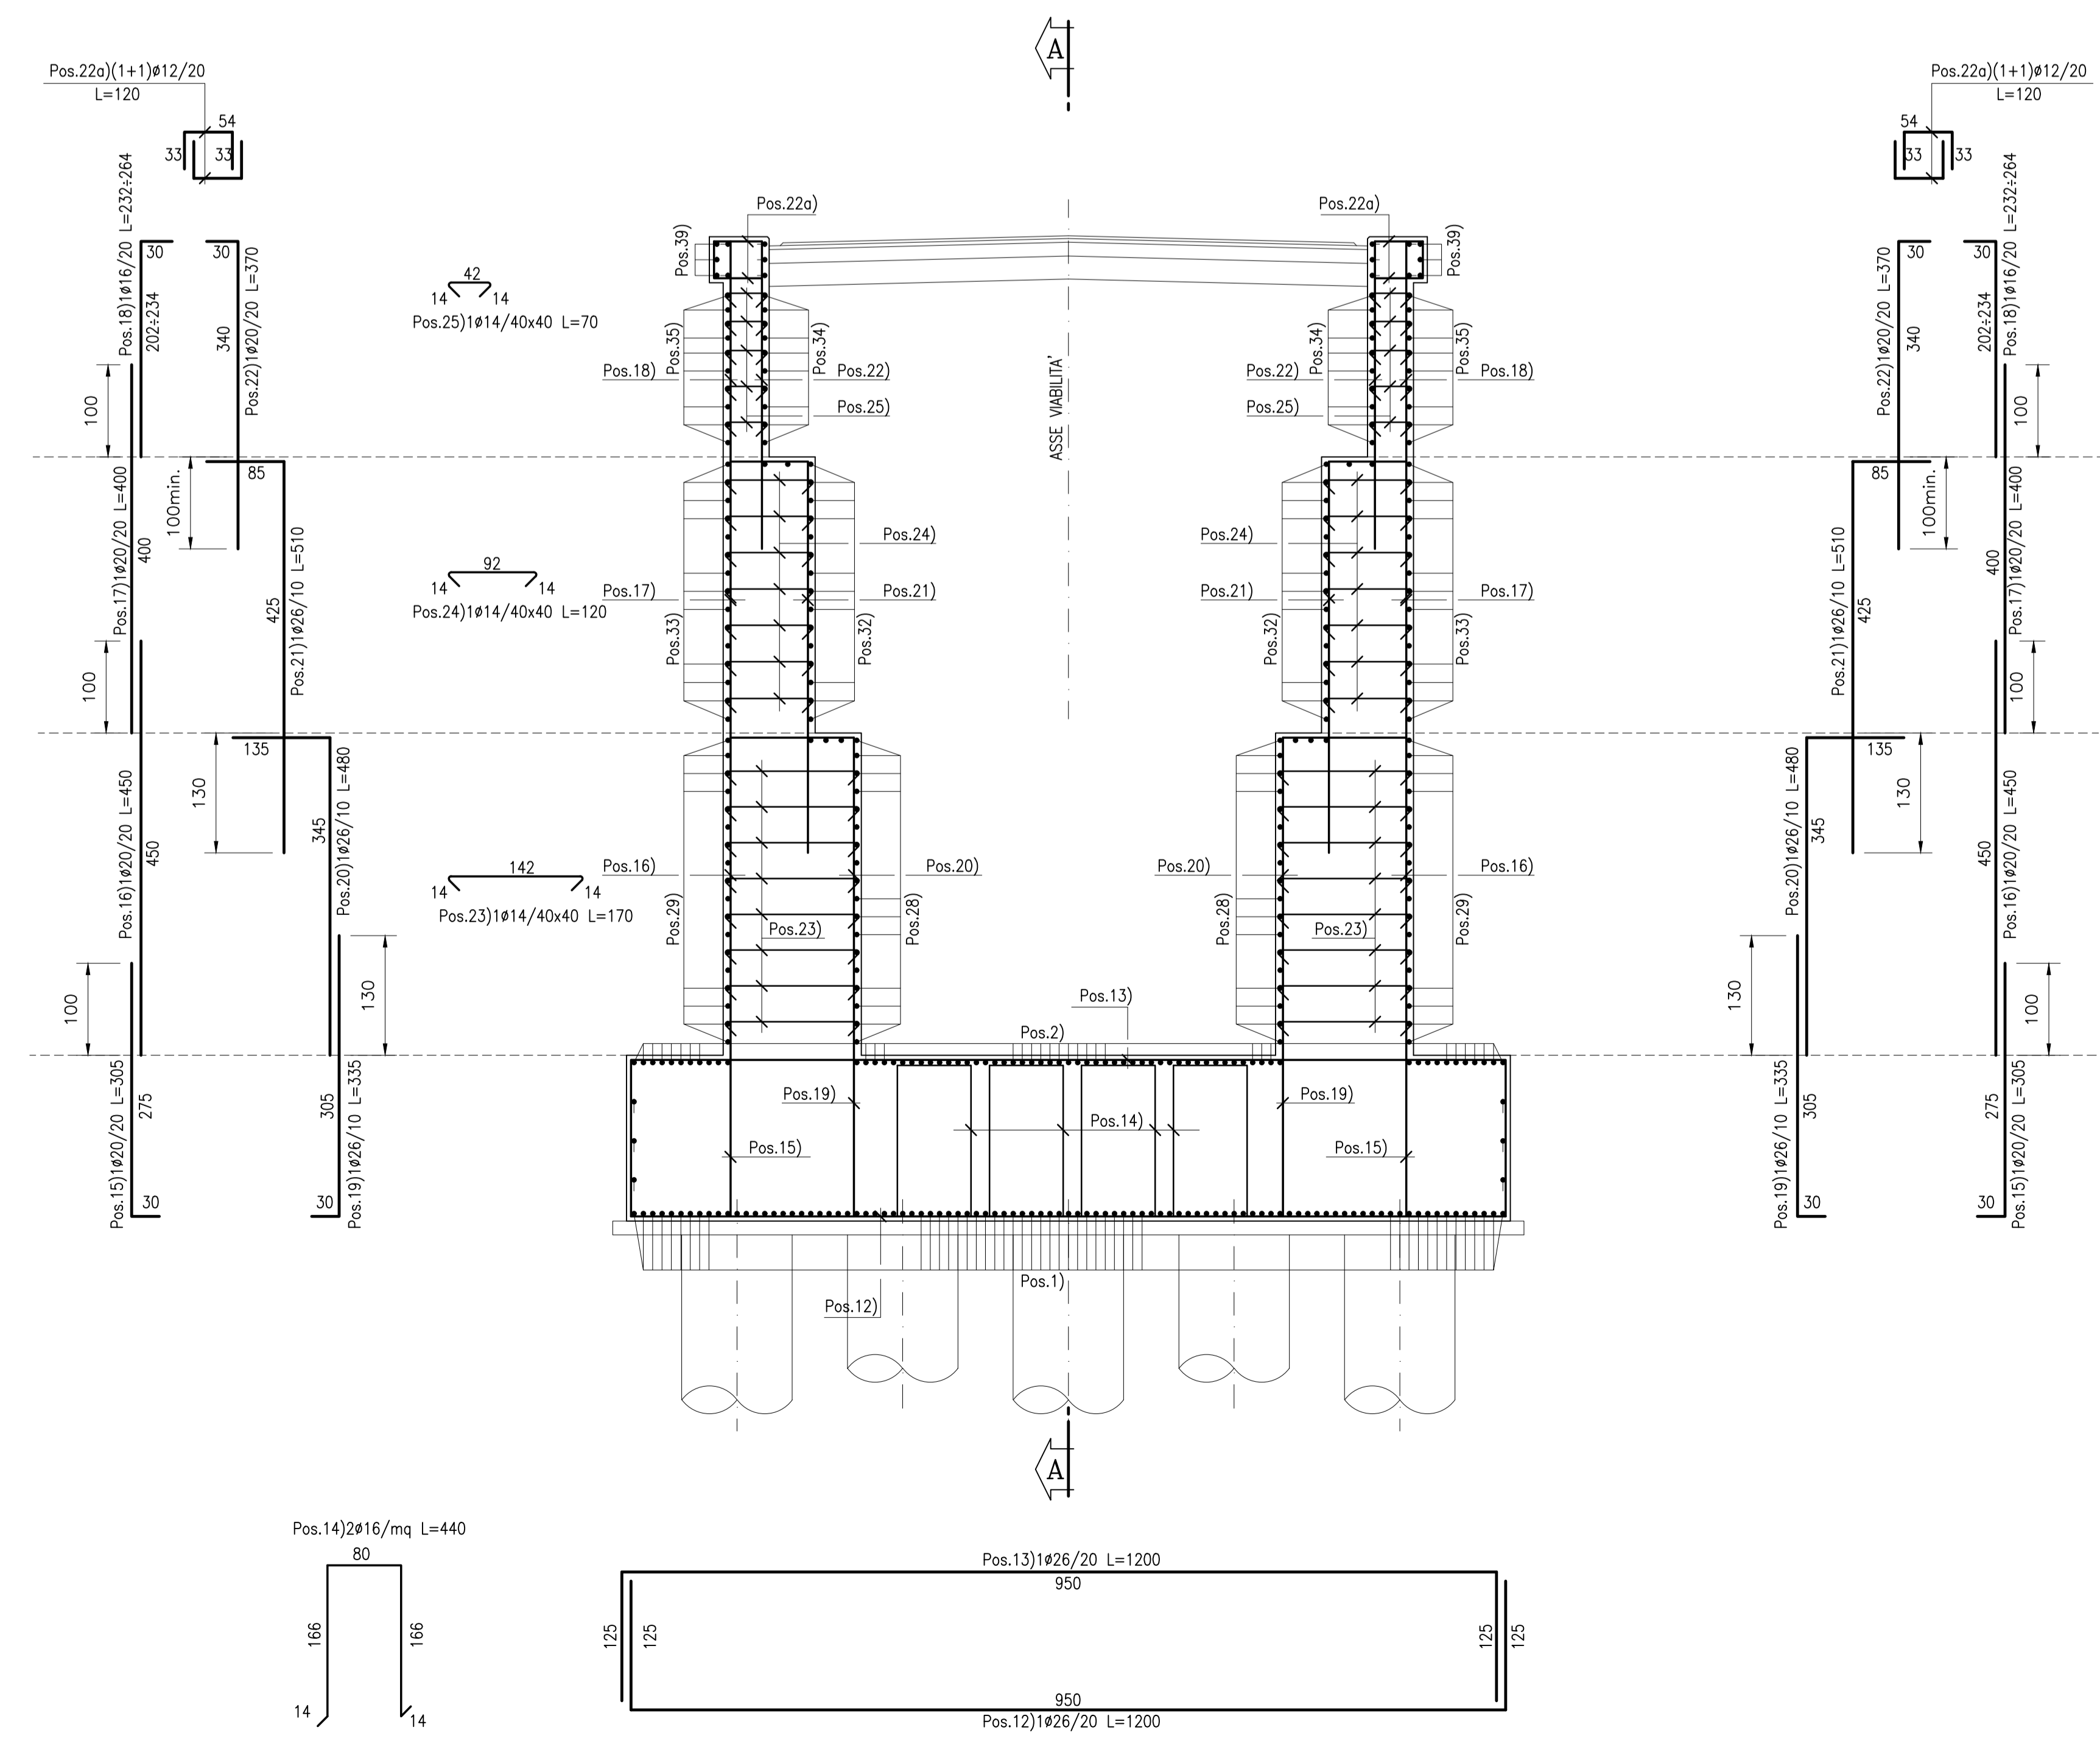 A
Pos.22a)(1+1)ø12/20
L=120
54
33
33
Pos.22a)(1+1)ø12/20
L=120
54
33
33
Pos.18)1ø16/20 L=232÷264
202÷234
30
30
340
Pos.22)1ø20/20 L=370
100
42
14
14
Pos.25)1ø14/40x40 L=70
Pos.22a)
Pos.22a)
Pos.39)
Pos.39)
Pos.35)
Pos.34)
Pos.34)
Pos.35)
Pos.18)
Pos.22)
Pos.22)
Pos.18)
Pos.25)
Pos.25)
ASSE VIABILITA'
Pos.22)1ø20/20 L=370
340
30
30
202÷234
Pos.18)1ø16/20 L=232÷264
100
Pos.17)1ø20/20 L=400
400
100min.
85
425
Pos.21)1ø26/10 L=510
100
92
14
14
Pos.24)1ø14/40x40 L=120
Pos.24)
Pos.24)
Pos.17)
Pos.21)
Pos.21)
Pos.17)
Pos.33)
Pos.32)
Pos.32)
Pos.33)
85
100min.
Pos.21)1ø26/10 L=510
425
400
Pos.17)1ø20/20 L=400
100
Pos.16)1ø20/20 L=450
450
130
135
345
Pos.20)1ø26/10 L=480
142
14
14
Pos.23)1ø14/40x40 L=170
Pos.16)
Pos.20)
Pos.20)
Pos.16)
Pos.29)
Pos.28)
Pos.28)
Pos.29)
Pos.23)
Pos.23)
135
130
Pos.20)1ø26/10 L=480
345
450
Pos.16)1ø20/20 L=450
100
130
130
100
Pos.13)
Pos.2)
Pos.15)1ø20/20 L=305
275
30
305
30
Pos.19)1ø26/10 L=335
Pos.19)
Pos.19)
Pos.14)
Pos.15)
Pos.15)
Pos.19)1ø26/10 L=335
305
30
275
30
Pos.15)1ø20/20 L=305
Pos.1)
Pos.12)
A
Pos.14)2ø16/mq L=440
80
166
166
14
14
Pos.13)1ø26/20 L=1200
950
125
125
125
125
950
Pos.12)1ø26/20 L=1200